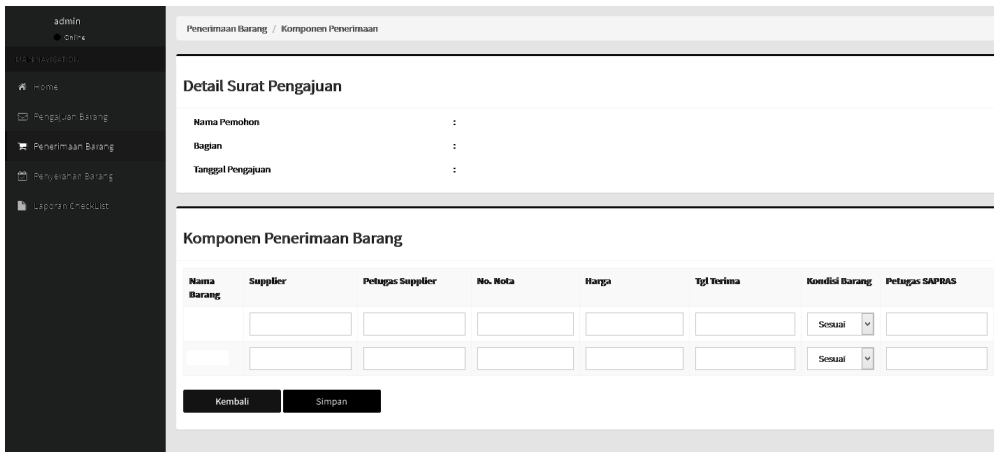 admin
Online
MAIN NAVIGATION
Home
Pengajuan Barang
Penerimaan Barang
Penyerahan Barang
Laporan CheckList
Penerimaan Barang / Komponen Penerimaan
Detail Surat Pengajuan
Nama Pemohon :
Bagian :
Tanggal Pengajuan :
Komponen Penerimaan Barang
Nama Barang Supplier Petugas Supplier No. Nota Harga Tgl Terima Kondisi Barang Petugas SAPRAS
Sesuai
Sesuai
Kembali Simpan